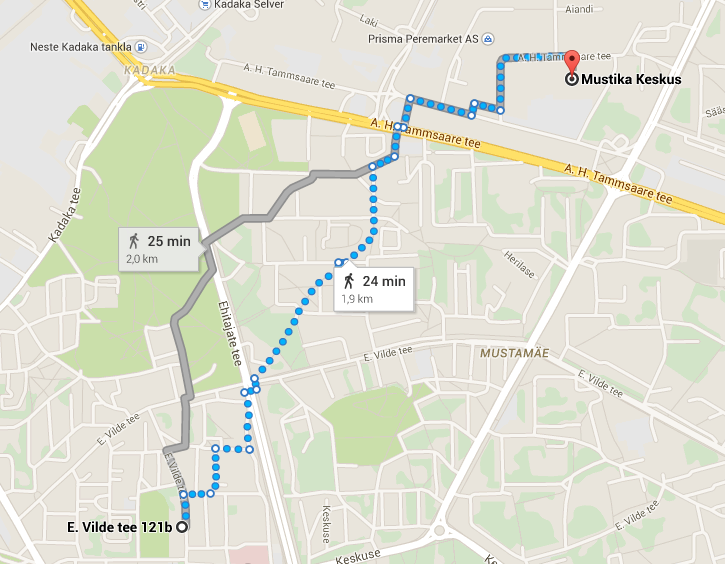 Kadaka Selver
Aiandi
Laki
Neste Kadaka tankla
Prisma Peremarket AS
KADAKA
A. H. Tammsaare tee
A. H. Tammsaare tee
Mustika Keskus
A. H. Tammsaare tee
A. H. Tammsaare tee
Kadaka tee
25 min
2,0 km
Herilase
24 min
1,9 km
Ehitajate tee
E. Vilde tee
MUSTAMÄE
E. Vilde tee
E. Vilde tee
E. Vilde
E. Vilde tee 121b
Keskuse
E. Vilde tee
Keskuse